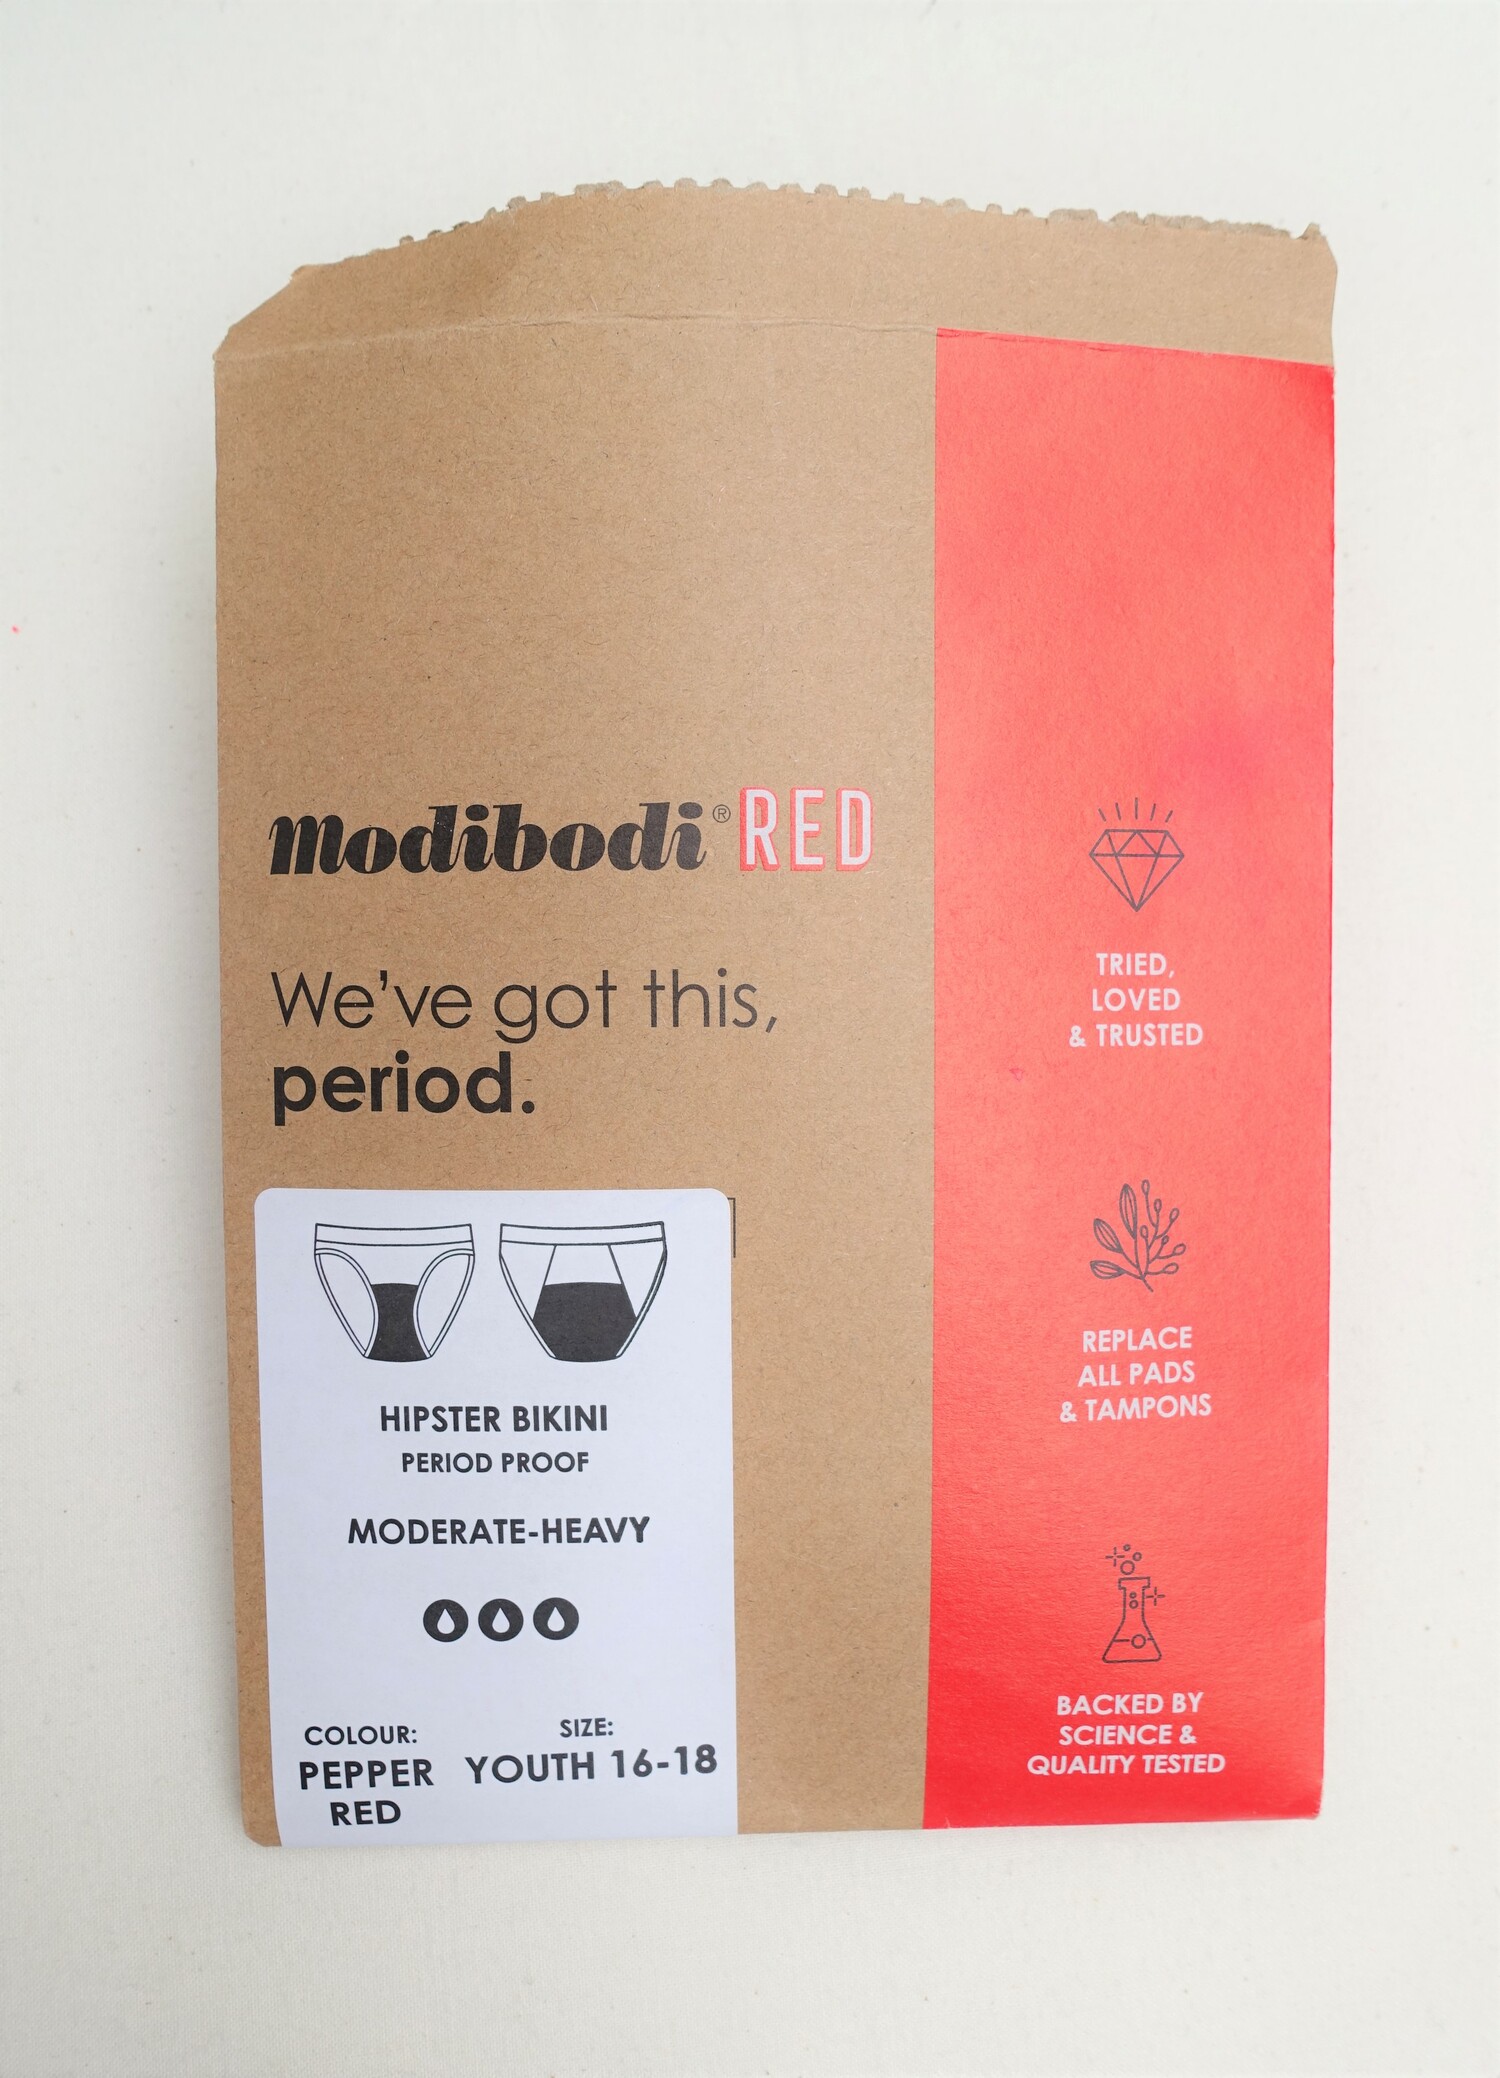 modibodi® RED
We've got this,
period.
HIPSTER BIKINI
PERIOD PROOF
MODERATE-HEAVY
COLOUR:
PEPPER
RED
SIZE:
YOUTH 16-18
TRIED,
LOVED
& TRUSTED
REPLACE
ALL PADS
& TAMPONS
BACKED BY
SCIENCE &
QUALITY TESTED